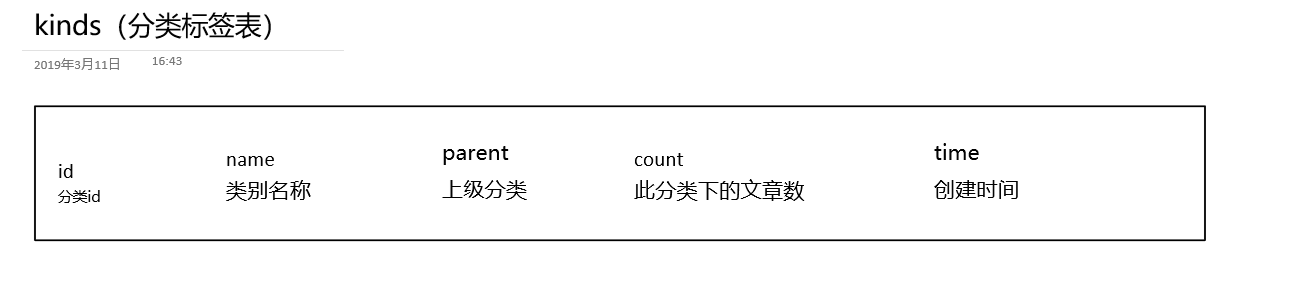 kinds（分类标签表）
2019年3月11日 16:43
id
分类id
name
类别名称
parent
上级分类
count
此分类下的文章数
time
创建时间